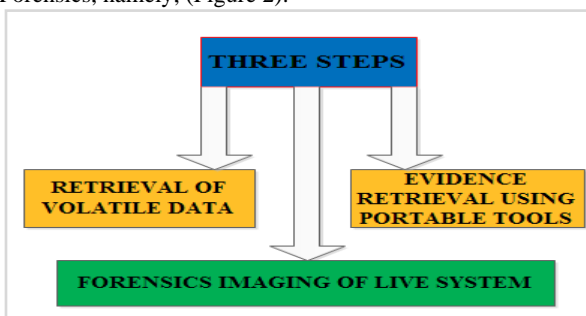 Forensics, namely; (Figure 2).
THREE STEPS
RETRIEVAL OF
VOLATILE DATA
EVIDENCE
RETRIEVAL USING
PORTABLE TOOLS
FORENSICS IMAGING OF LIVE SYSTEM